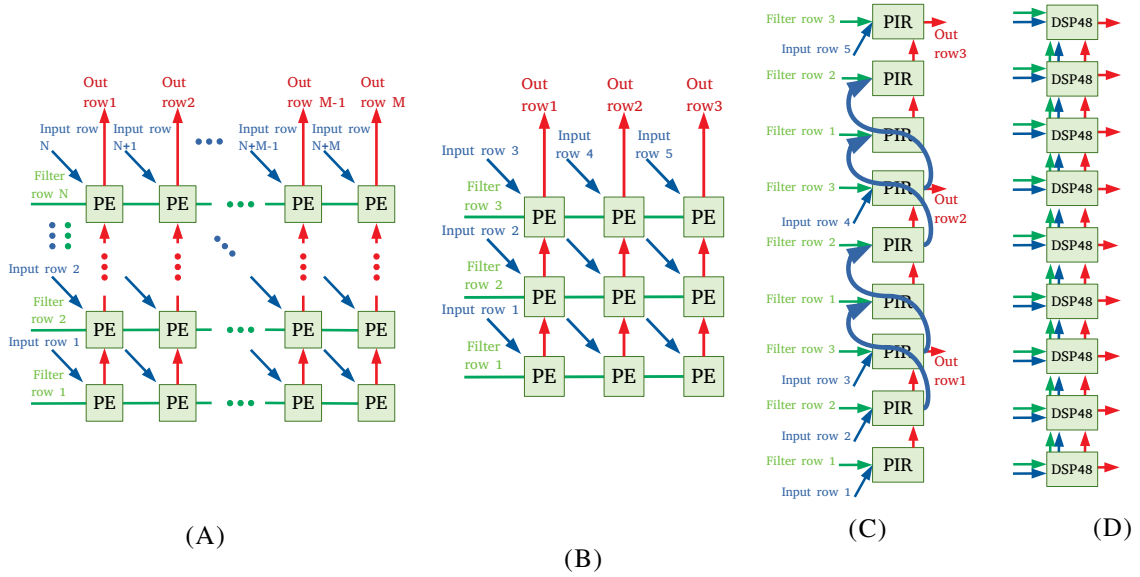 Out
row1
Out
row2
Out
row M-1
Out
row M
Input row
N
Input row
N+1
Input row
N+M-1
Input row
N+M
Filter
row N
PE
PE
PE
PE
Input row 2
Filter
row 2
PE
PE
PE
PE
Input row 1
Filter
row 1
PE
PE
PE
PE
(A)
Out
row1
Out
row2
Out
row3
Input row 3
Input
row 4
Input
row 5
Filter
row 3
PE
PE
PE
Input row 2
Filter
row 2
PE
PE
PE
Input row 1
Filter
row 1
PE
PE
PE
(B)
Filter row 3
PIR
Out
row3
Input row 5
Filter row 2
PIR
Filter row 1
PIR
Filter row 3
PIR
Out
row2
Input row 4
Filter row 2
PIR
Filter row 1
PIR
Filter row 3
PIR
Out
row1
Input row 3
Filter row 2
PIR
Input row 2
Filter row 1
PIR
Input row 1
(C)
DSP48
DSP48
DSP48
DSP48
DSP48
DSP48
DSP48
DSP48
DSP48
(D)